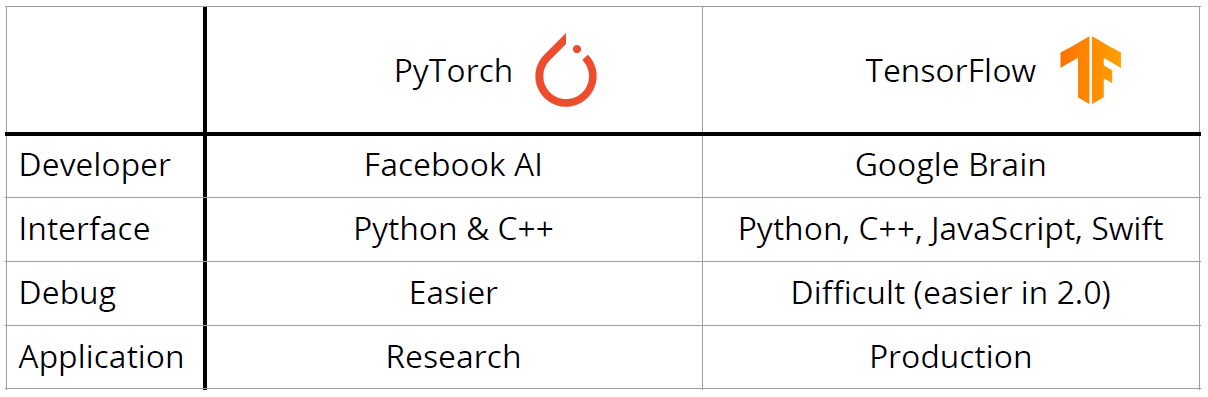 PyTorch TensorFlow
Developer Facebook AI Google Brain
Interface Python & C++ Python, C++, JavaScript, Swift
Debug Easier Difficult (easier in 2.0)
Application Research Production